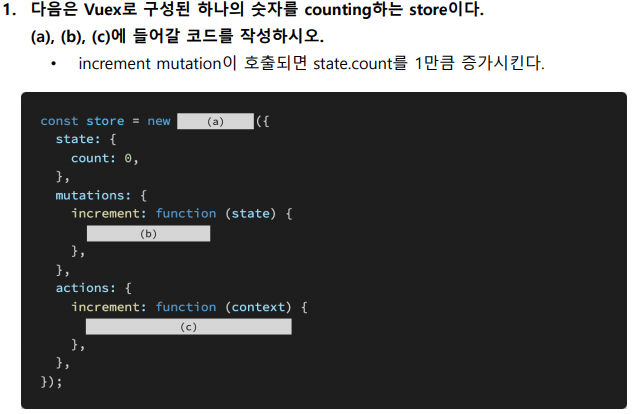 1. 다음은 Vuex로 구성된 하나의 숫자를 counting하는 store이다.
(a), (b), (c)에 들어갈 코드를 작성하시오.
• increment mutation이 호출되면 state.count를 1만큼 증가시킨다.
const store = new (a) ({
state: {
count: 0,
},
mutations: {
increment: function (state) {
(b)
},
},
actions: {
increment: function (context) {
(c)
},
},
});